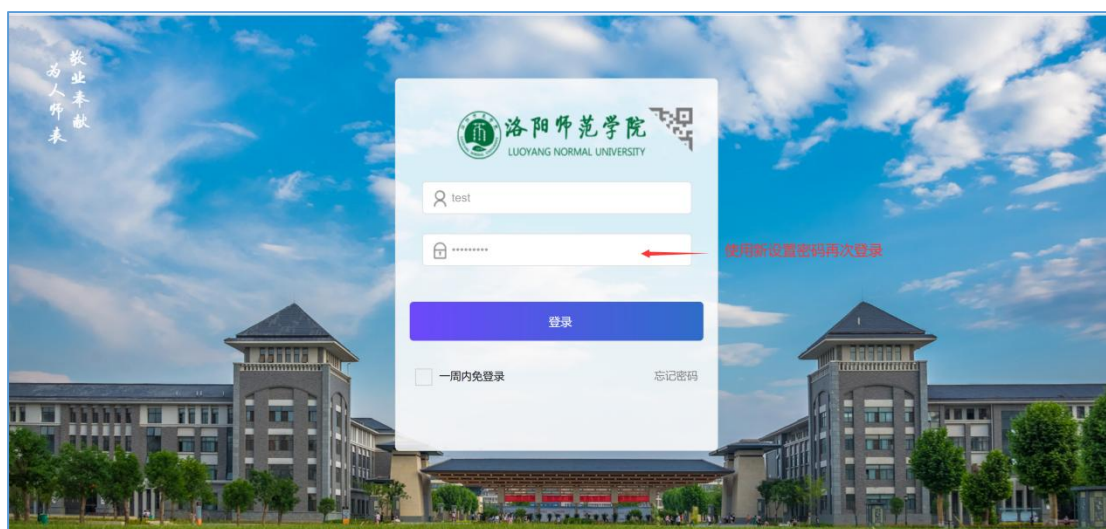 敬业奉献
为人师表
洛阳师范学院
LUOYANG NORMAL UNIVERSITY
test
•••••••••
使用新设置密码再次登录
登录
一周内免登录
忘记密码